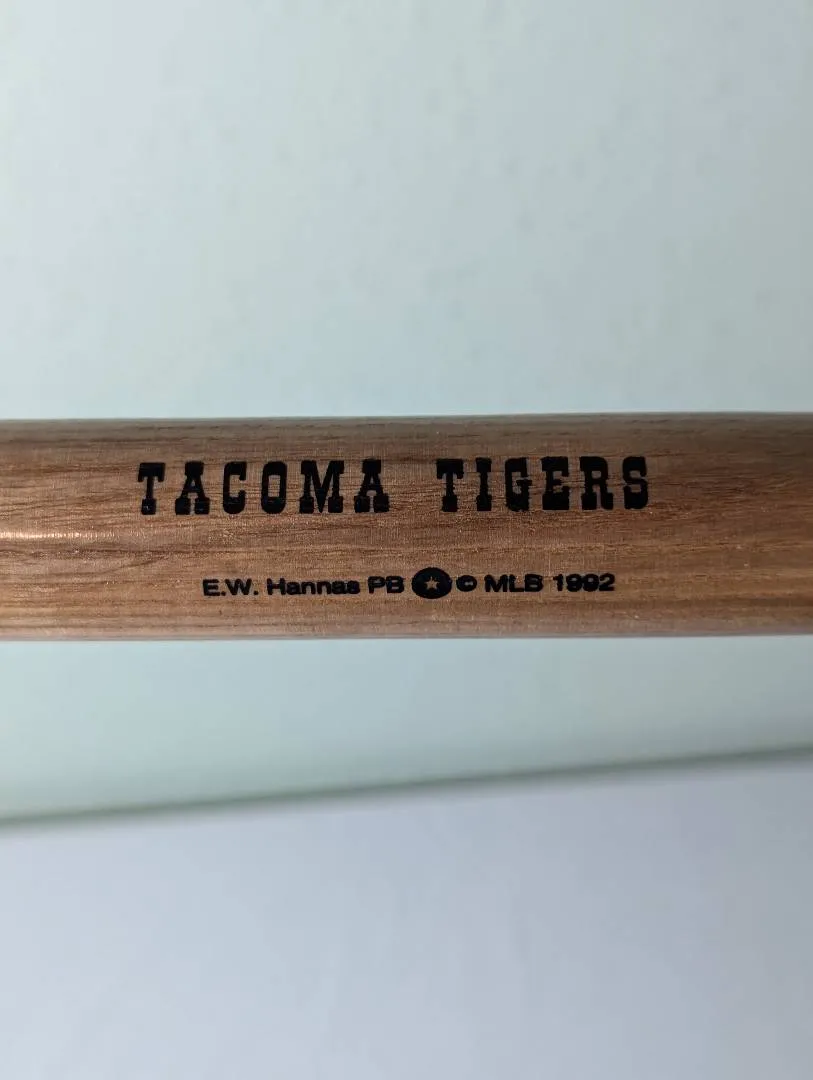 TACOMA TIGERS
E.W. Hannas PB © MLB 1992